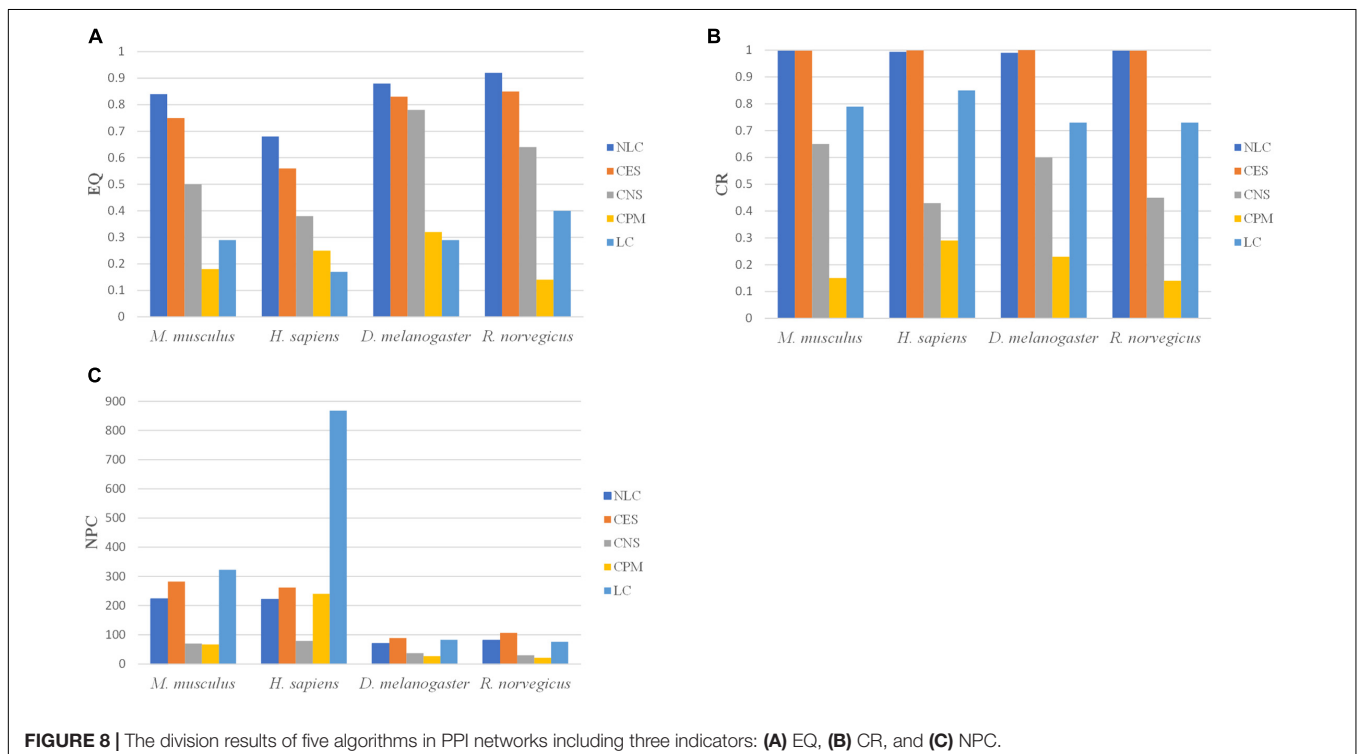 A
1
0.9
0.8
0.7
0.6
0.5
0.4
0.3
0.2
0.1
0
EQ
M. musculus H. sapiens D. melanogaster R. norvegicus
NLC
CES
CNS
CPM
LC
B
1
0.9
0.8
0.7
0.6
0.5
0.4
0.3
0.2
0.1
0
CR
M. musculus H. sapiens D. melanogaster R. norvegicus
NLC
CES
CNS
CPM
LC
C
900
800
700
600
500
400
300
200
100
0
NPC
M. musculus H. sapiens D. melanogaster R. norvegicus
NLC
CES
CNS
CPM
LC
FIGURE 8 | The division results of five algorithms in PPI networks including three indicators: (A) EQ, (B) CR, and (C) NPC.